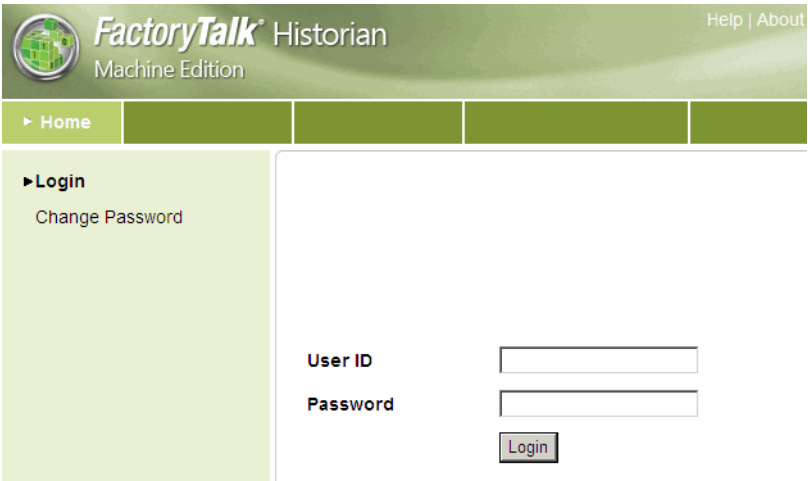 FactoryTalk® Historian
Machine Edition
Help | About
Home
Login
Change Password
User ID
Password
Login